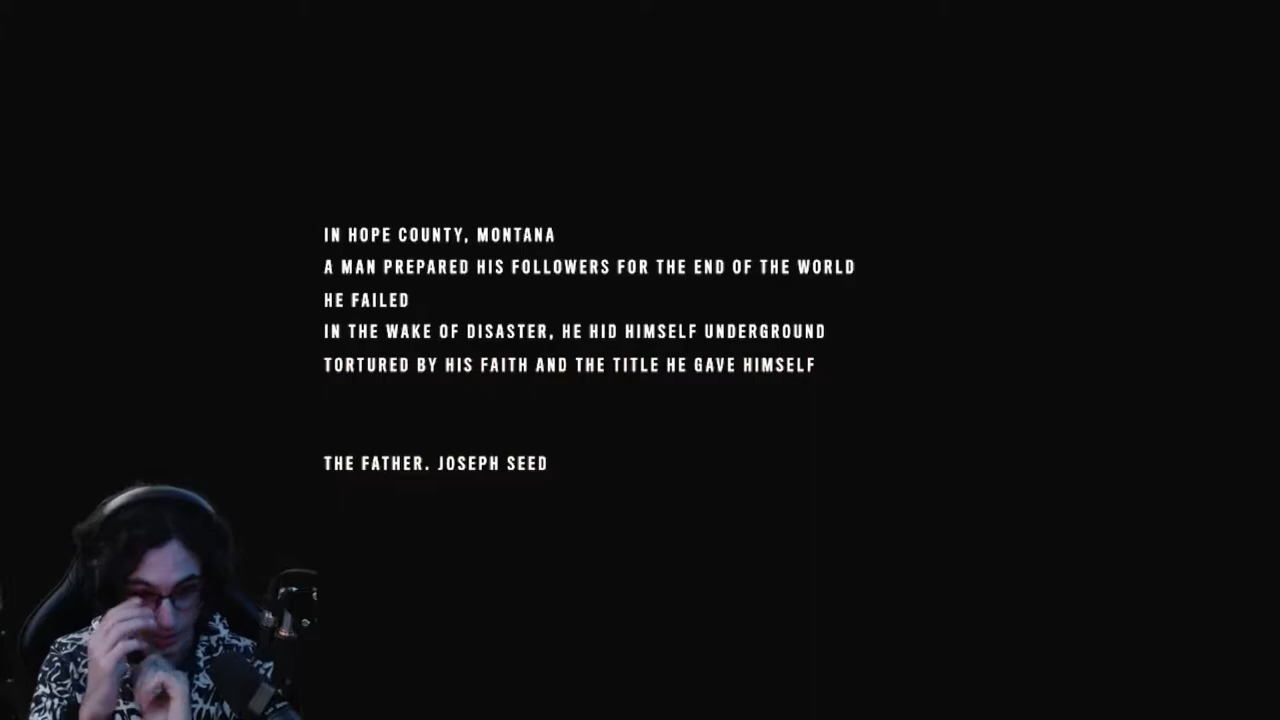 IN HOPE COUNTY, MONTANA
A MAN PREPARED HIS FOLLOWERS FOR THE END OF THE WORLD
HE FAILED
IN THE WAKE OF DISASTER, HE HID HIMSELF UNDERGROUND
TORTURED BY HIS FAITH AND THE TITLE HE GAVE HIMSELF
THE FATHER. JOSEPH SEED